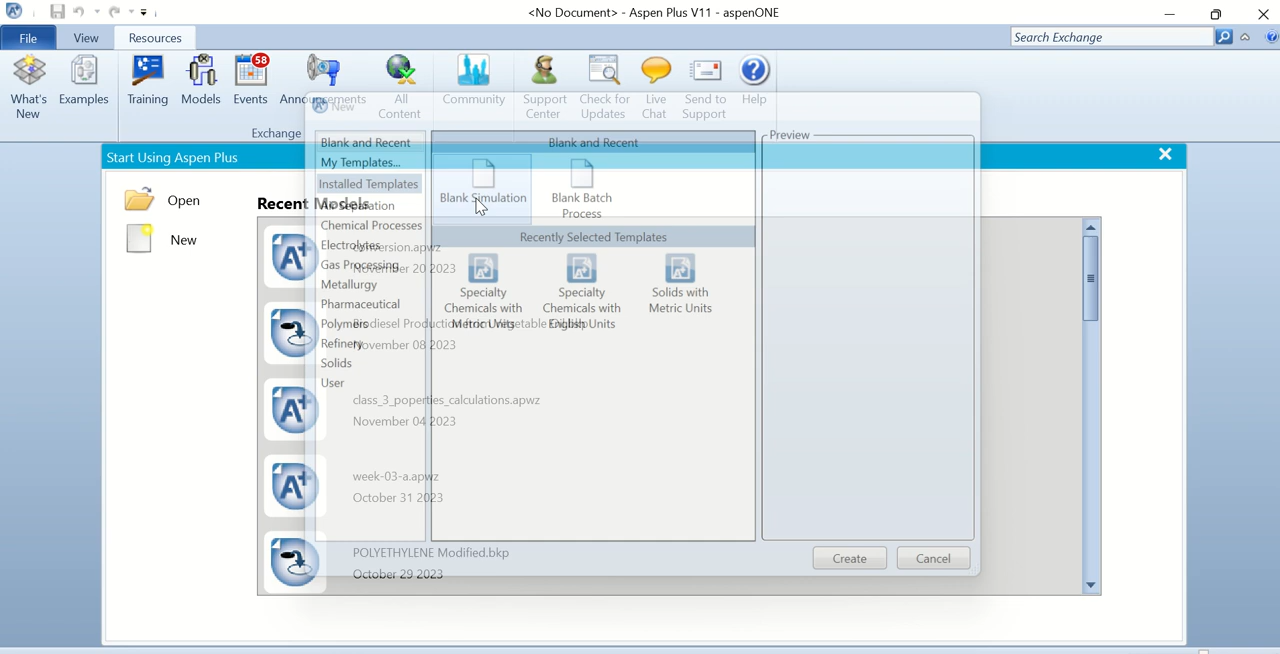 <No Document> - Aspen Plus V11 - aspenONE
File
View
Resources
Search Exchange
What's
New
Examples
Training
Models
Events
58
Announcements
All
Content
Community
Support
Center
Check for
Updates
Live
Chat
Send to
Support
Help
Exchange
Start Using Aspen Plus
Open
New
Recent Models
conversion.apwz
November 20 2023
Biodiesel Production from Vegetable Oil.bkp
November 08 2023
class_3_poperties_calculations.apwz
November 04 2023
week-03-a.apwz
October 31 2023
POLYETHYLENE Modified.bkp
October 29 2023
New
Blank and Recent
My Templates...
Installed Templates
Air Separation
Chemical Processes
Electrolytes
Gas Processing
Metallurgy
Pharmaceutical
Polymers
Refinery
Solids
User
Blank and Recent
Blank Simulation
Blank Batch
Process
Recently Selected Templates
Specialty
Chemicals with
Metric Units
Specialty
Chemicals with
English Units
Solids with
Metric Units
Preview
Create
Cancel